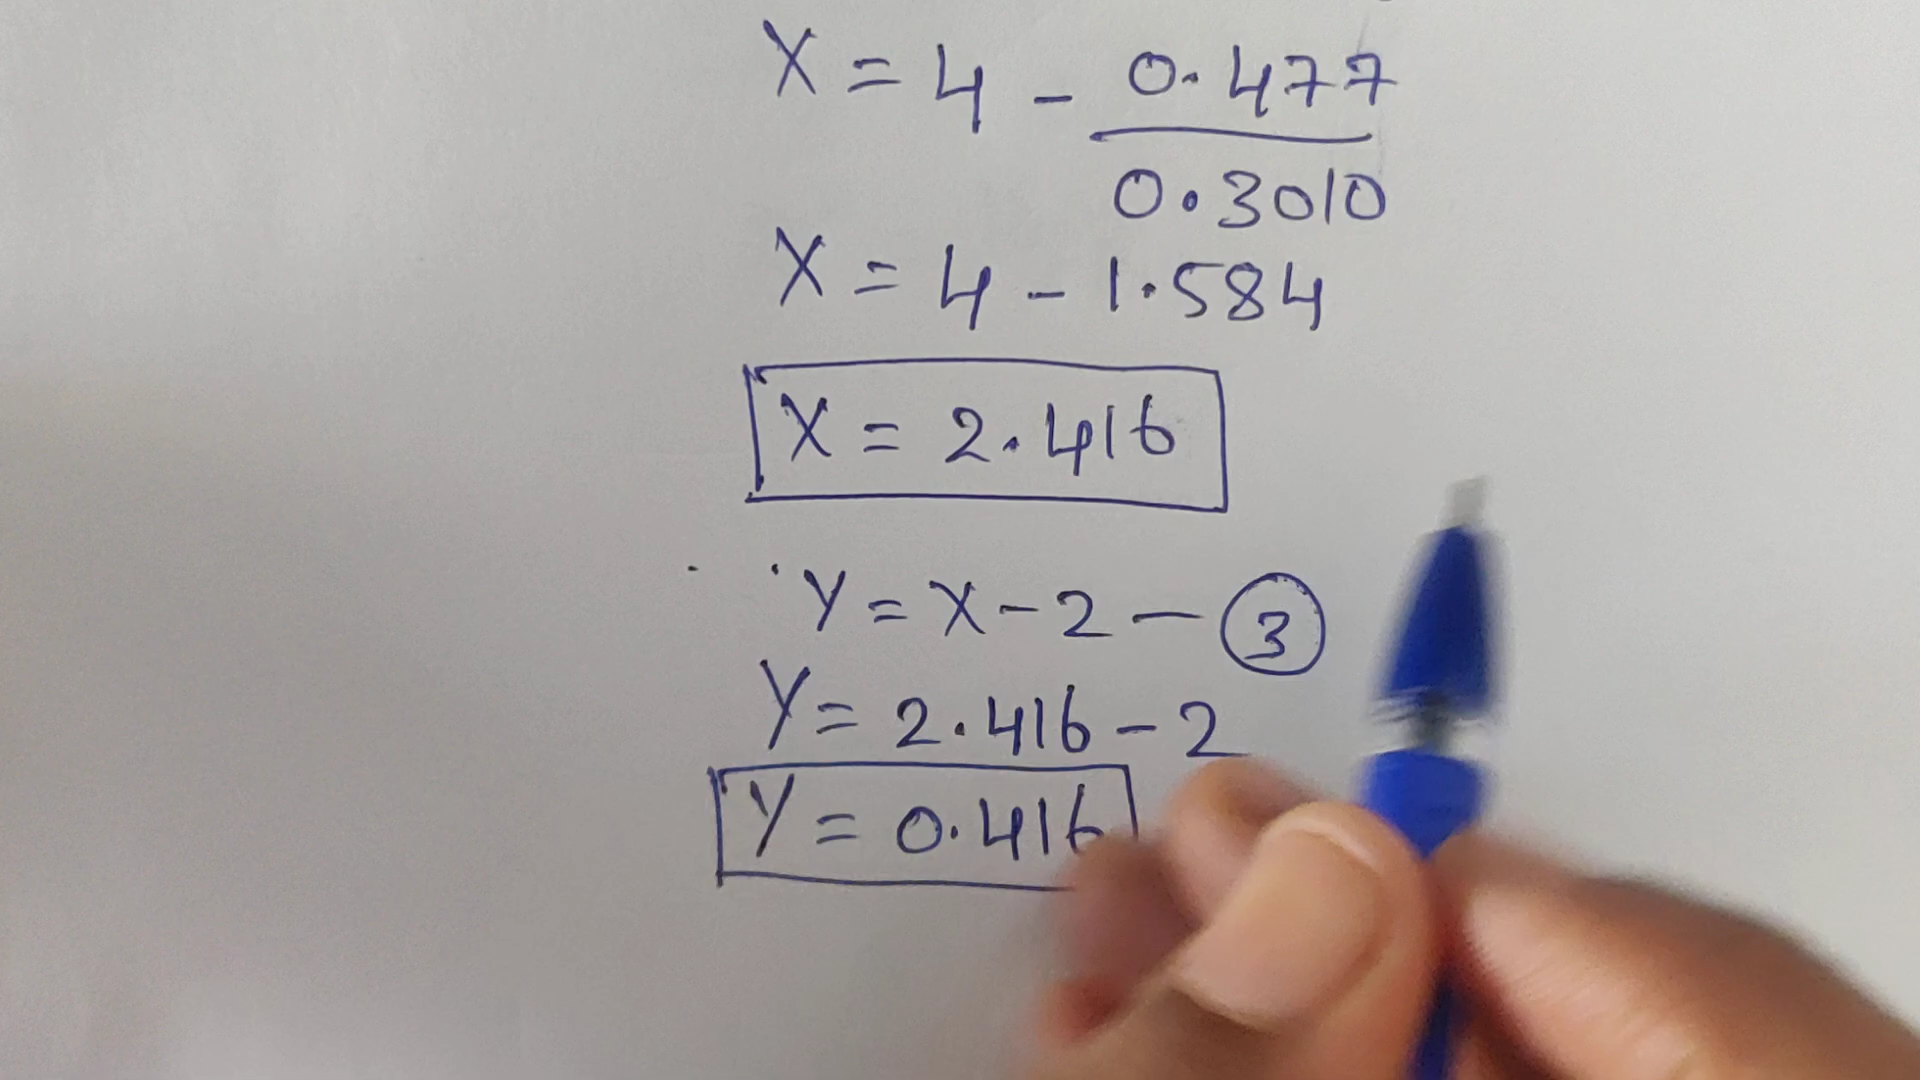 X = 4 - 0.477
0.3010
X = 4 - 1.584
X = 2.416
Y = X - 2 — 3
Y = 2.416 - 2
Y = 0.416